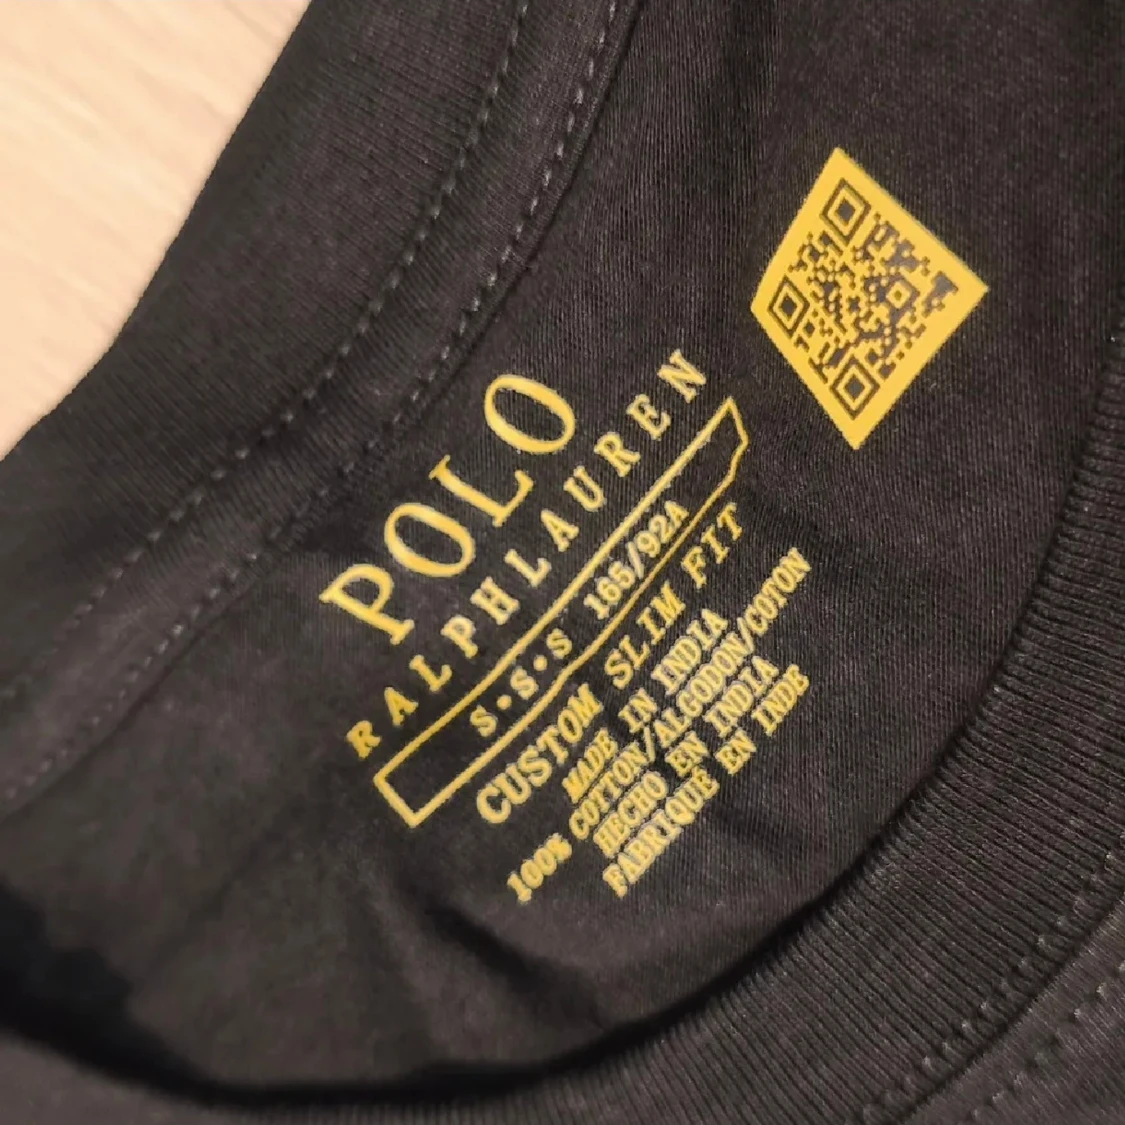 POLO
RALPH LAUREN
S•S•S 165/92A
CUSTOM SLIM FIT
MADE IN INDIA
100% COTTON/ALGODON/COTON
HECHO EN INDIA
FABRIQUÉ EN INDE